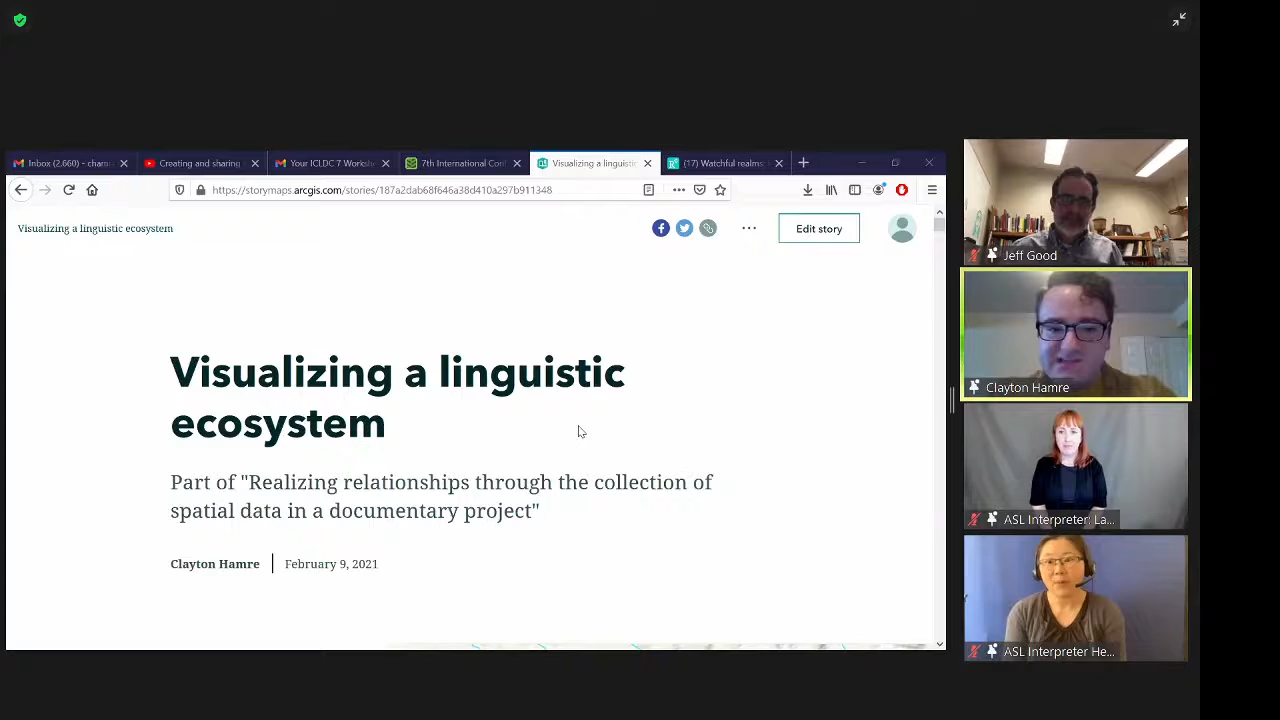 Inbox (2,660) - cham
Creating and sharing
Your ICLDC 7 Worksh
7th International Conf
Visualizing a linguistic
(17) Watchful realms:
https://storymaps.arcgis.com/stories/187a2dab68f646a38d410a297b911348
Visualizing a linguistic ecosystem
Edit story
Visualizing a linguistic
ecosystem
Part of "Realizing relationships through the collection of
spatial data in a documentary project"
Clayton Hamre
February 9, 2021
Jeff Good
Clayton Hamre
ASL Interpreter: La...
ASL Interpreter He...